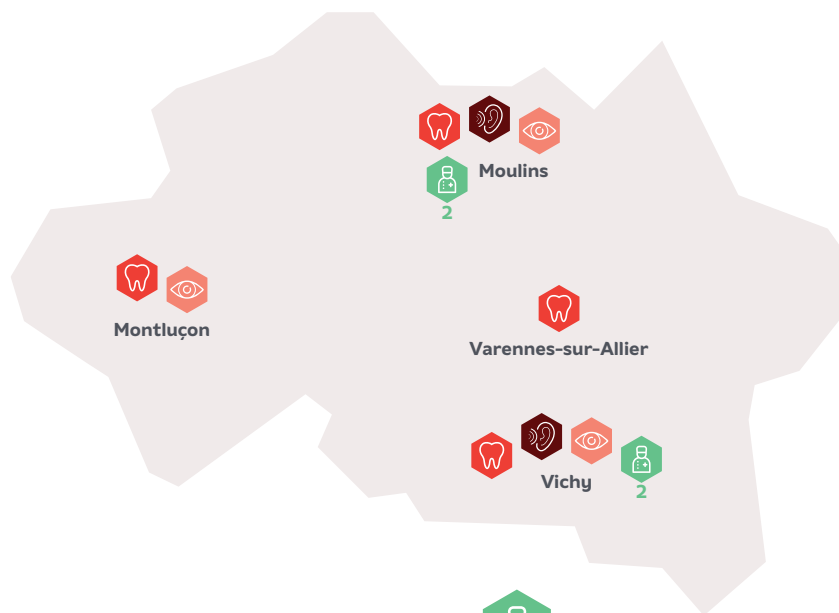 Moulins
2
Montluçon
Varennes-sur-Allier
Vichy
2